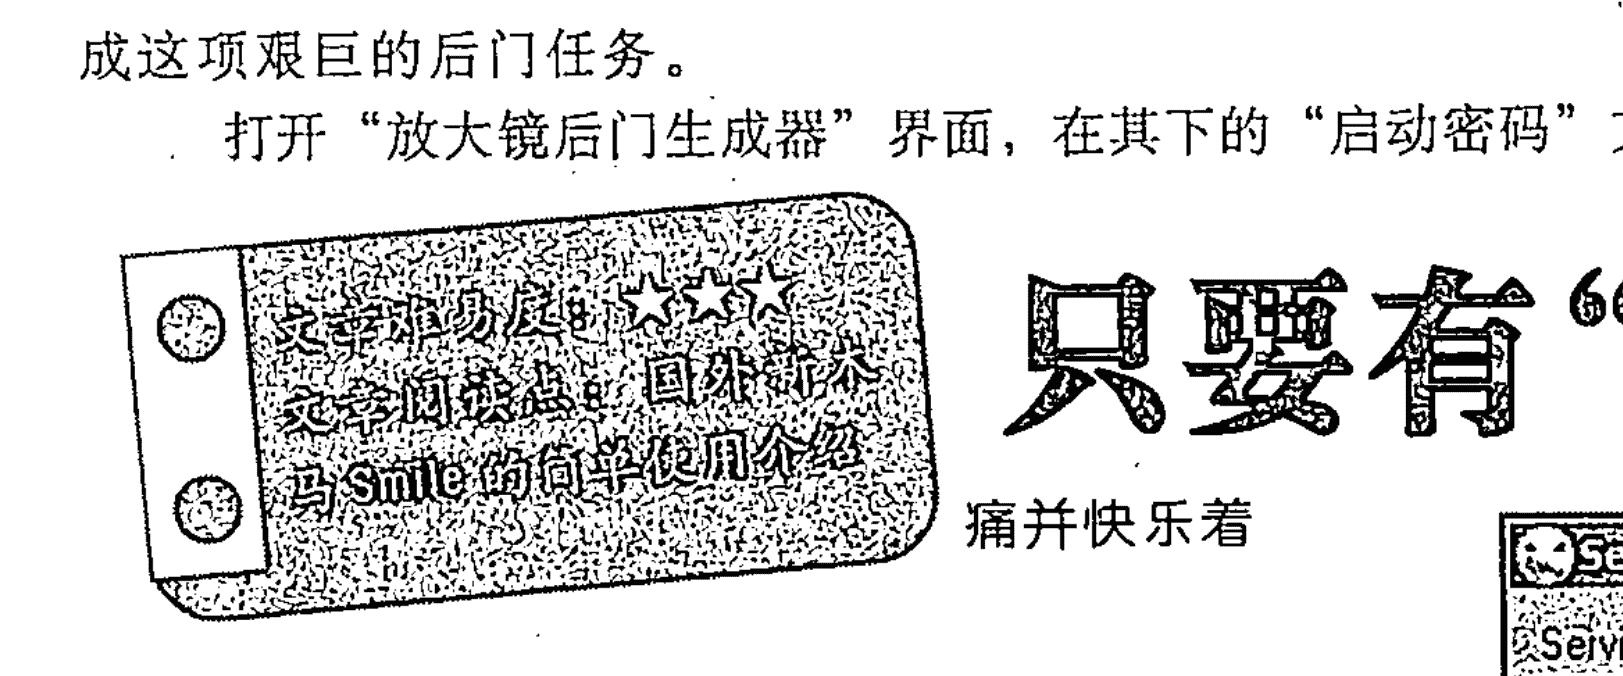 成这项艰巨的后门任务。
打开“放大镜后门生成器”界面，在其下的“启动密码”
文章难易度：☆☆☆
文章阅读点：国外新木
马Smile的简单使用介绍
只要有“
痛并快乐着